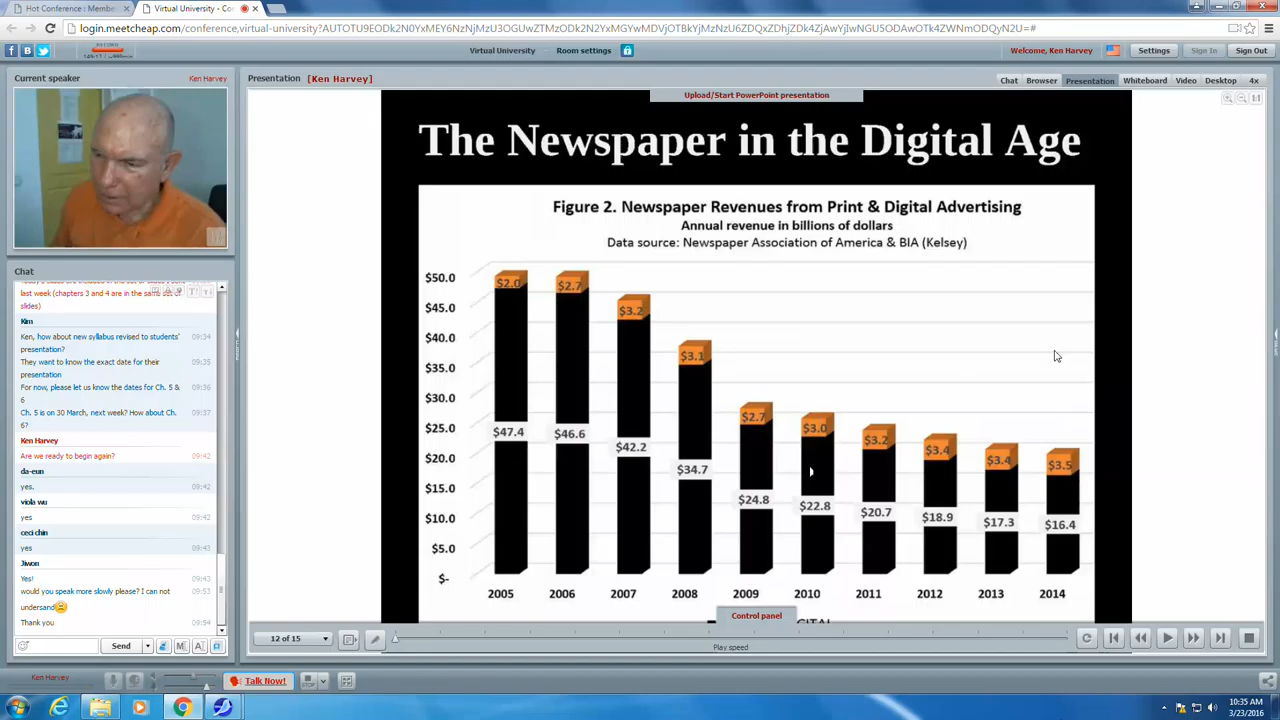 Hot Conference : Membe
Virtual University - Co
login.meetcheap.com/conference,virtual-university?
RECORD
Virtual University
Room settings
Welcome, Ken Harvey
Settings
Sign In
Sign Out
Current speaker
Ken Harvey
Presentation [Ken Harvey]
Chat
Browser
Presentation
Whiteboard
Video
Desktop
4x
Upload/Start PowerPoint presentation
The Newspaper in the Digital Age
Figure 2. Newspaper Revenues from Print & Digital Advertising
Annual revenue in billions of dollars
Data source: Newspaper Association of America & BIA (Kelsey)
$50.0
$45.0
$40.0
$35.0
$30.0
$25.0
$20.0
$15.0
$10.0
$5.0
$-
$2.0 $2.7 $3.2 $3.1 $2.7 $3.0 $3.2 $3.4 $3.4 $3.5
$47.4 $46.6 $42.2 $34.7 $24.8 $22.8 $20.7 $18.9 $17.3 $16.4
2005 2006 2007 2008 2009 2010 2011 2012 2013 2014
Control panel
12 of 15
Play speed
Chat
last week (chapters 3 and 4 are in the same set of
slides)
Kim
Ken, how about new syllabus revised to students' 09:34
presentation?
They want to know the exact date for their 09:35
presentation
For now, please let us know the dates for Ch. 5 & 09:36
6
Ch. 5 is on 30 March, next week? How about Ch. 09:37
6?
Ken Harvey
Are we ready to begin again? 09:42
da-eun
yes. 09:42
viola wu
yes 09:42
ceci chin
yes 09:43
Jiwon
Yes! 09:43
would you speak more slowly please? I can not 09:53
undersand
Thank you 09:54
Send
Ken Harvey
Talk Now!
10:35 AM
3/23/2016